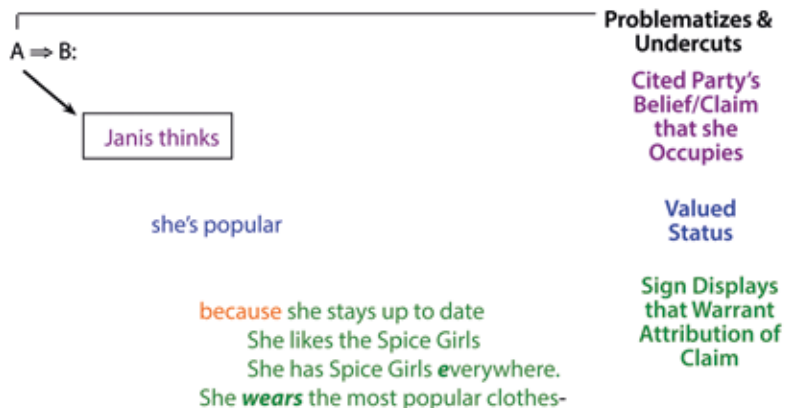 Problematizes &
Undercuts
A ⇒ B:
Cited Party's
Belief/Claim
that she
Occupies
Janis thinks
she's popular
Valued
Status
because she stays up to date
She likes the Spice Girls
She has Spice Girls everywhere.
She wears the most popular clothes-
Sign Displays
that Warrant
Attribution of
Claim